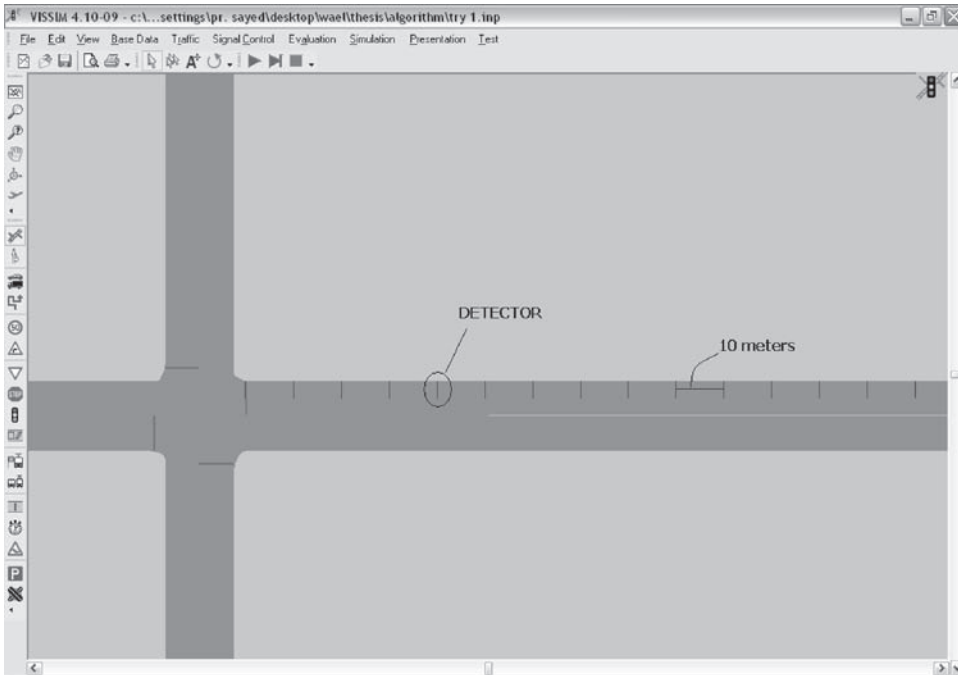 VISSIM 4.10-09 - c:\...settings\pr. sayed\desktop\wael\thesis\algorithm\try 1.inp
File Edit View Base Data Traffic Signal Control Evaluation Simulation Presentation Test
DETECTOR
10 meters